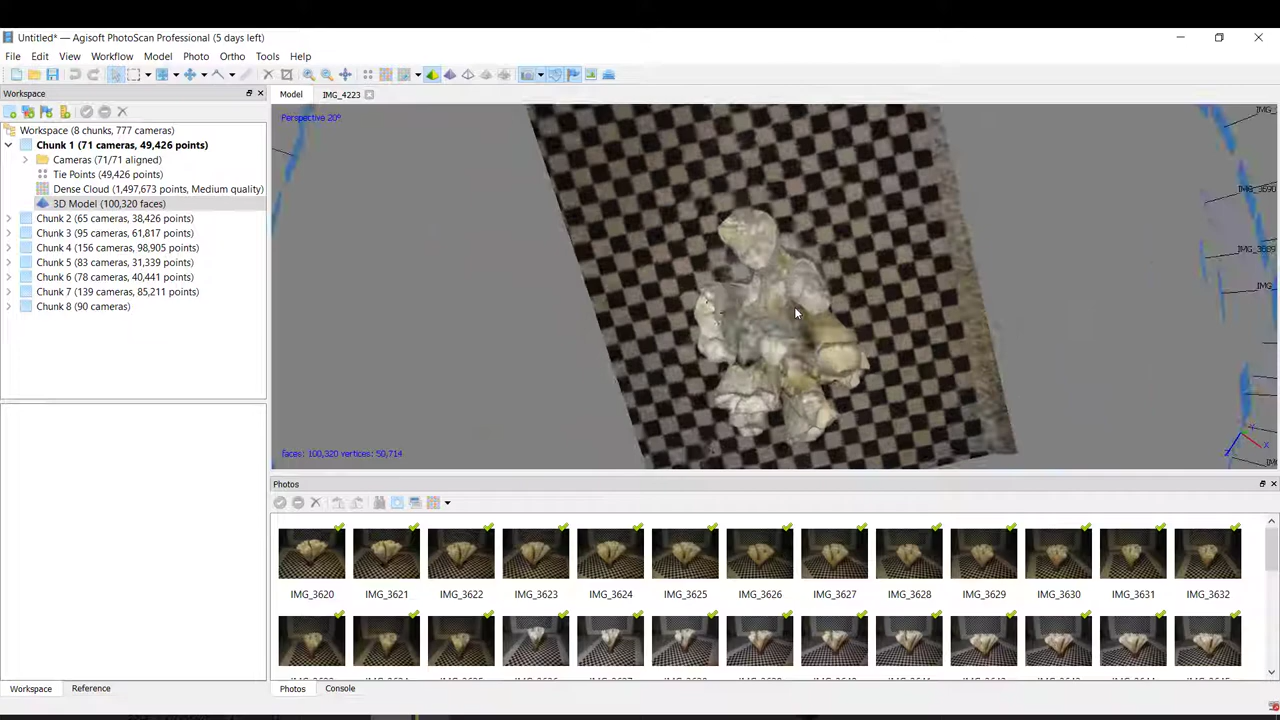 Untitled* — Agisoft PhotoScan Professional (5 days left)
File Edit View Workflow Model Photo Ortho Tools Help
Workspace
Model IMG_4223
Perspective 20°
Workspace (8 chunks, 777 cameras)
Chunk 1 (71 cameras, 49,426 points)
Cameras (71/71 aligned)
Tie Points (49,426 points)
Dense Cloud (1,497,673 points, Medium quality)
3D Model (100,320 faces)
Chunk 2 (65 cameras, 38,426 points)
Chunk 3 (95 cameras, 61,817 points)
Chunk 4 (156 cameras, 98,905 points)
Chunk 5 (83 cameras, 31,339 points)
Chunk 6 (78 cameras, 40,441 points)
Chunk 7 (139 cameras, 85,211 points)
Chunk 8 (90 cameras)
Y
X
Z
faces: 100,320 vertices: 50,714
Photos
IMG_3620 IMG_3621 IMG_3622 IMG_3623 IMG_3624 IMG_3625 IMG_3626 IMG_3627 IMG_3628 IMG_3629 IMG_3630 IMG_3631 IMG_3632
Workspace Reference
Photos Console